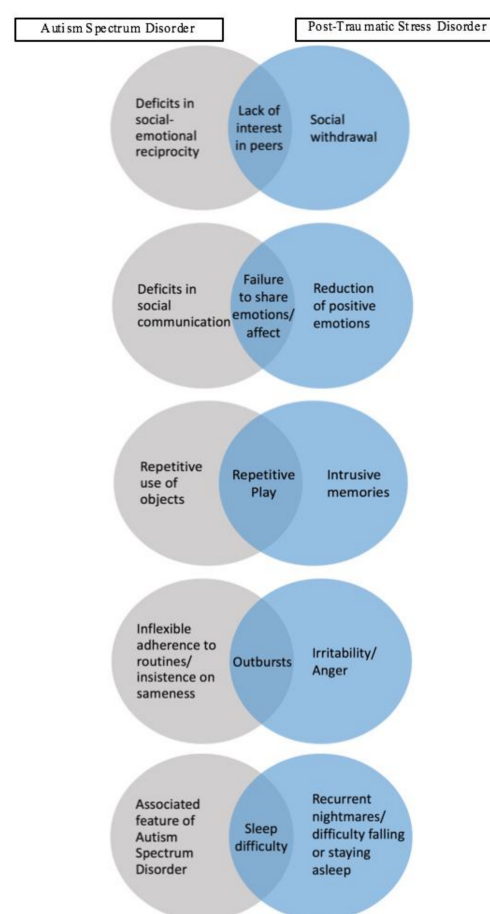 Autism Spectrum Disorder
Post-Traumatic Stress Disorder
Deficits in
social-
emotional
reciprocity
Lack of
interest
in peers
Social
withdrawal
Deficits in
social
communication
Failure
to share
emotions/
affect
Reduction
of positive
emotions
Repetitive
use of
objects
Repetitive
Play
Intrusive
memories
Inflexible
adherence to
routines/
insistence on
sameness
Outbursts
Irritability/
Anger
Associated
feature of
Autism
Spectrum
Disorder
Sleep
difficulty
Recurrent
nightmares/
difficulty falling
or staying
asleep